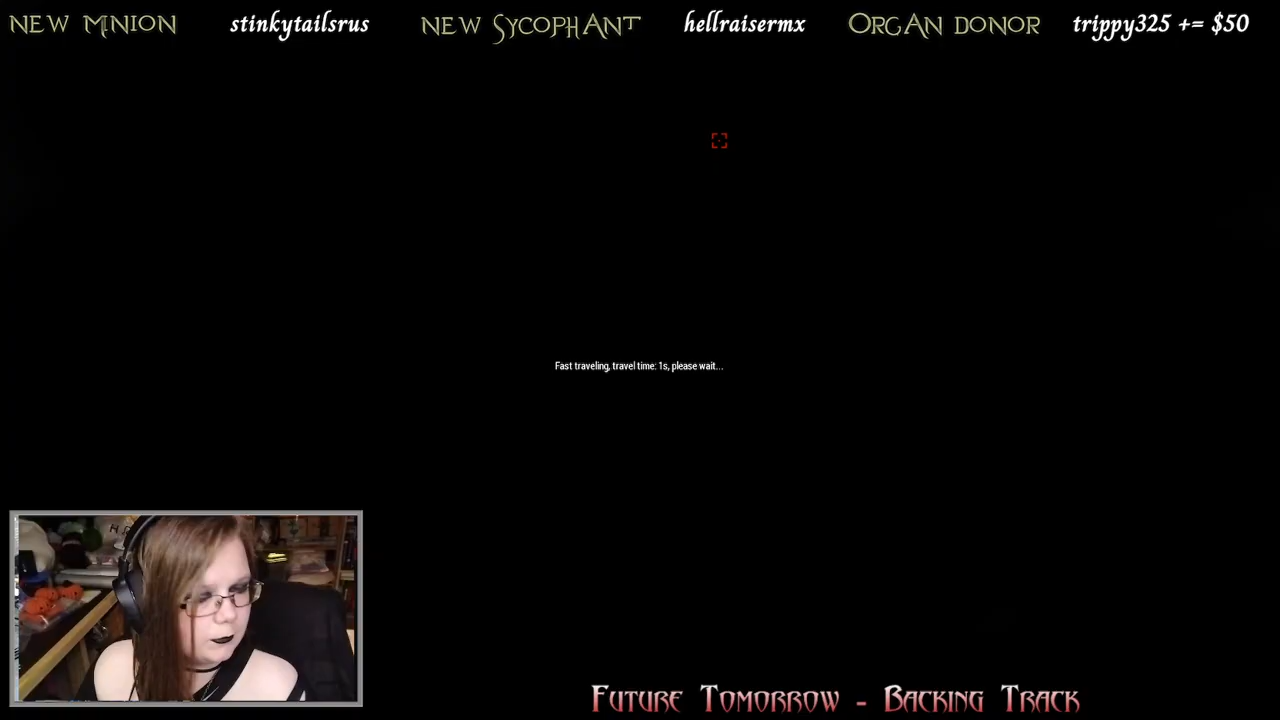 NEW MINION stinkytailsrus NEW SYCOPHANT hellraisermx ORGAN DONOR trippy325 += $50
Fast traveling, travel time: 1s, please wait...
FUTURE TOMORROW - BACKING TRACK